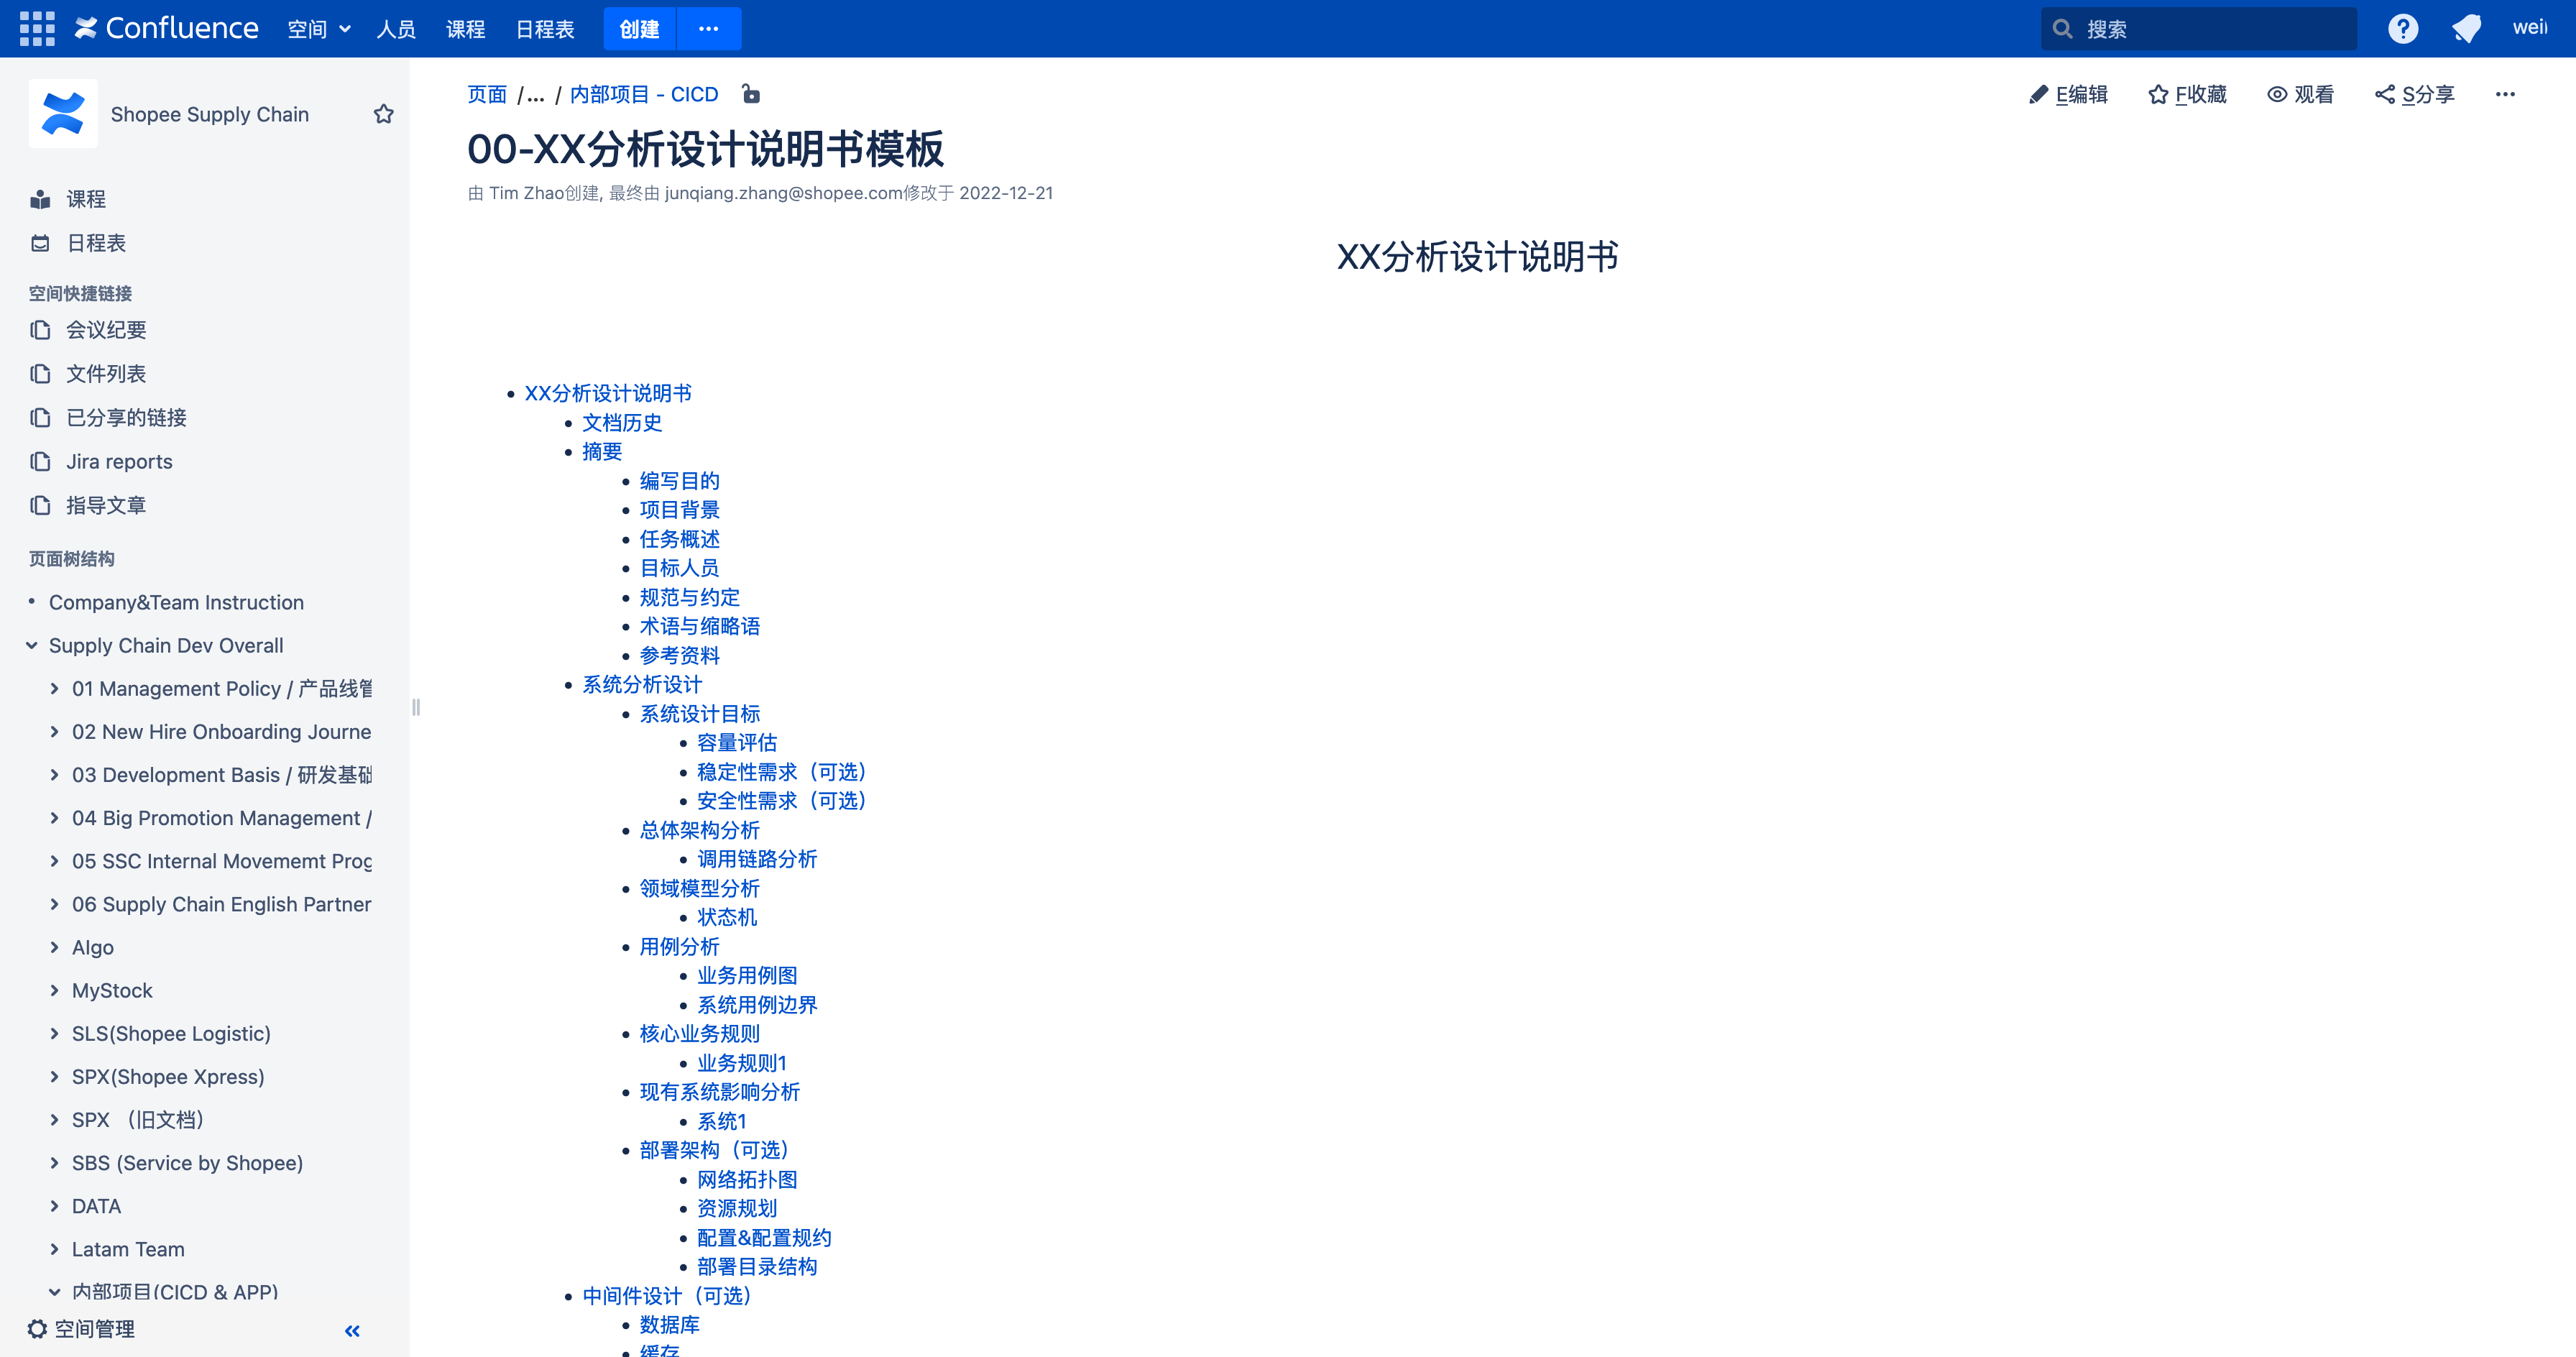 Confluence 空间 人员 课程 日程表 创建 ··· 搜索 weii
Shopee Supply Chain
课程
日程表
空间快捷链接
会议纪要
文件列表
已分享的链接
Jira reports
指导文章
页面树结构
Company&Team Instruction
Supply Chain Dev Overall
01 Management Policy / 产品线管
02 New Hire Onboarding Journe
03 Development Basis / 研发基础
04 Big Promotion Management /
05 SSC Internal Movememt Prog
06 Supply Chain English Partner
Algo
MyStock
SLS(Shopee Logistic)
SPX(Shopee Xpress)
SPX （旧文档）
SBS (Service by Shopee)
DATA
Latam Team
内部项目(CICD & APP)
空间管理
页面 /... / 内部项目 - CICD
E编辑 F收藏 观看 S分享 ···
00-XX分析设计说明书模板
由 Tim Zhao创建, 最终由 junqiang.zhang@shopee.com修改于 2022-12-21
XX分析设计说明书
• XX分析设计说明书
• 文档历史
• 摘要
• 编写目的
• 项目背景
• 任务概述
• 目标人员
• 规范与约定
• 术语与缩略语
• 参考资料
• 系统分析设计
• 系统设计目标
• 容量评估
• 稳定性需求（可选）
• 安全性需求（可选）
• 总体架构分析
• 调用链路分析
• 领域模型分析
• 状态机
• 用例分析
• 业务用例图
• 系统用例边界
• 核心业务规则
• 业务规则1
• 现有系统影响分析
• 系统1
• 部署架构（可选）
• 网络拓扑图
• 资源规划
• 配置&配置规约
• 部署目录结构
• 中间件设计（可选）
• 数据库
• 缓存